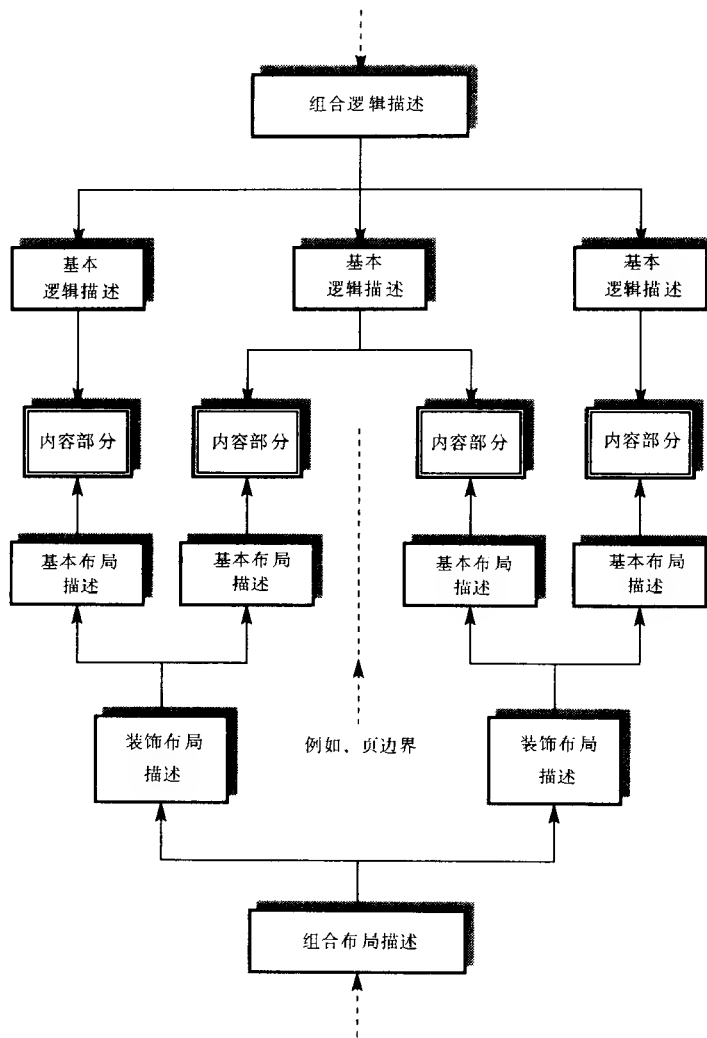 组合逻辑描述
基本
逻辑描述
基本
逻辑描述
基本
逻辑描述
内容部分
内容部分
内容部分
内容部分
基本布局
描述
基本布局
描述
基本布局
描述
基本布局
描述
装饰布局
描述
例如、页边界
装饰布局
描述
组合布局描述